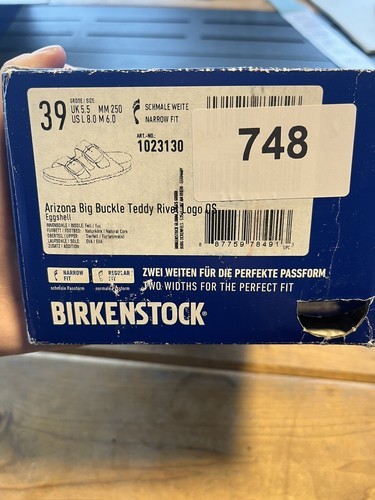 39
GRÖßE / SIZE:
UK 5.5 MM 250
US L 8.0 M 6.0
SCHMALE WEITE
NARROW FIT
ART.-NO.:
1023130
748
Arizona Big Buckle Teddy Rivet Logo OS
Eggshell
NARROW FIT
schmale Passform
REGULAR FIT
normale Passform
ZWEI WEITEN FÜR DIE PERFEKTE PASSFORM
TWO WIDTHS FOR THE PERFECT FIT
BIRKENSTOCK®